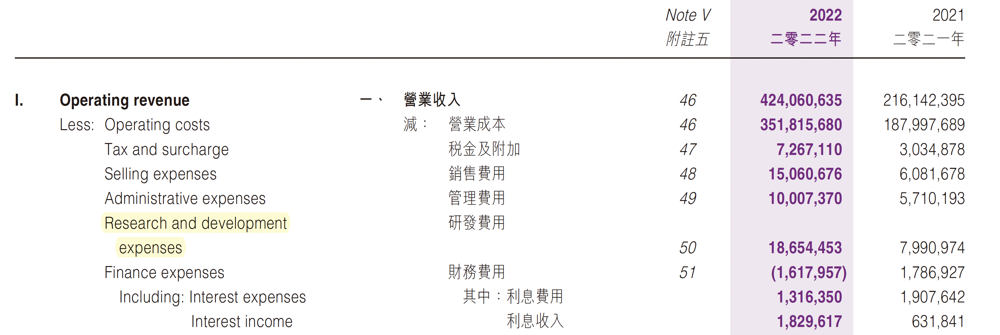 Note V 2022 2021
附註五 二零二二年 二零二一年
I. Operating revenue 一、 營業收入 46 424,060,635 216,142,395
Less: Operating costs 減： 營業成本 46 351,815,680 187,997,689
Tax and surcharge 税金及附加 47 7,267,110 3,034,878
Selling expenses 銷售費用 48 15,060,676 6,081,678
Administrative expenses 管理費用 49 10,007,370 5,710,193
Research and development 研發費用
expenses 50 18,654,453 7,990,974
Finance expenses 財務費用 51 (1,617,957) 1,786,927
Including: Interest expenses 其中：利息費用 1,316,350 1,907,642
Interest income 利息收入 1,829,617 631,841